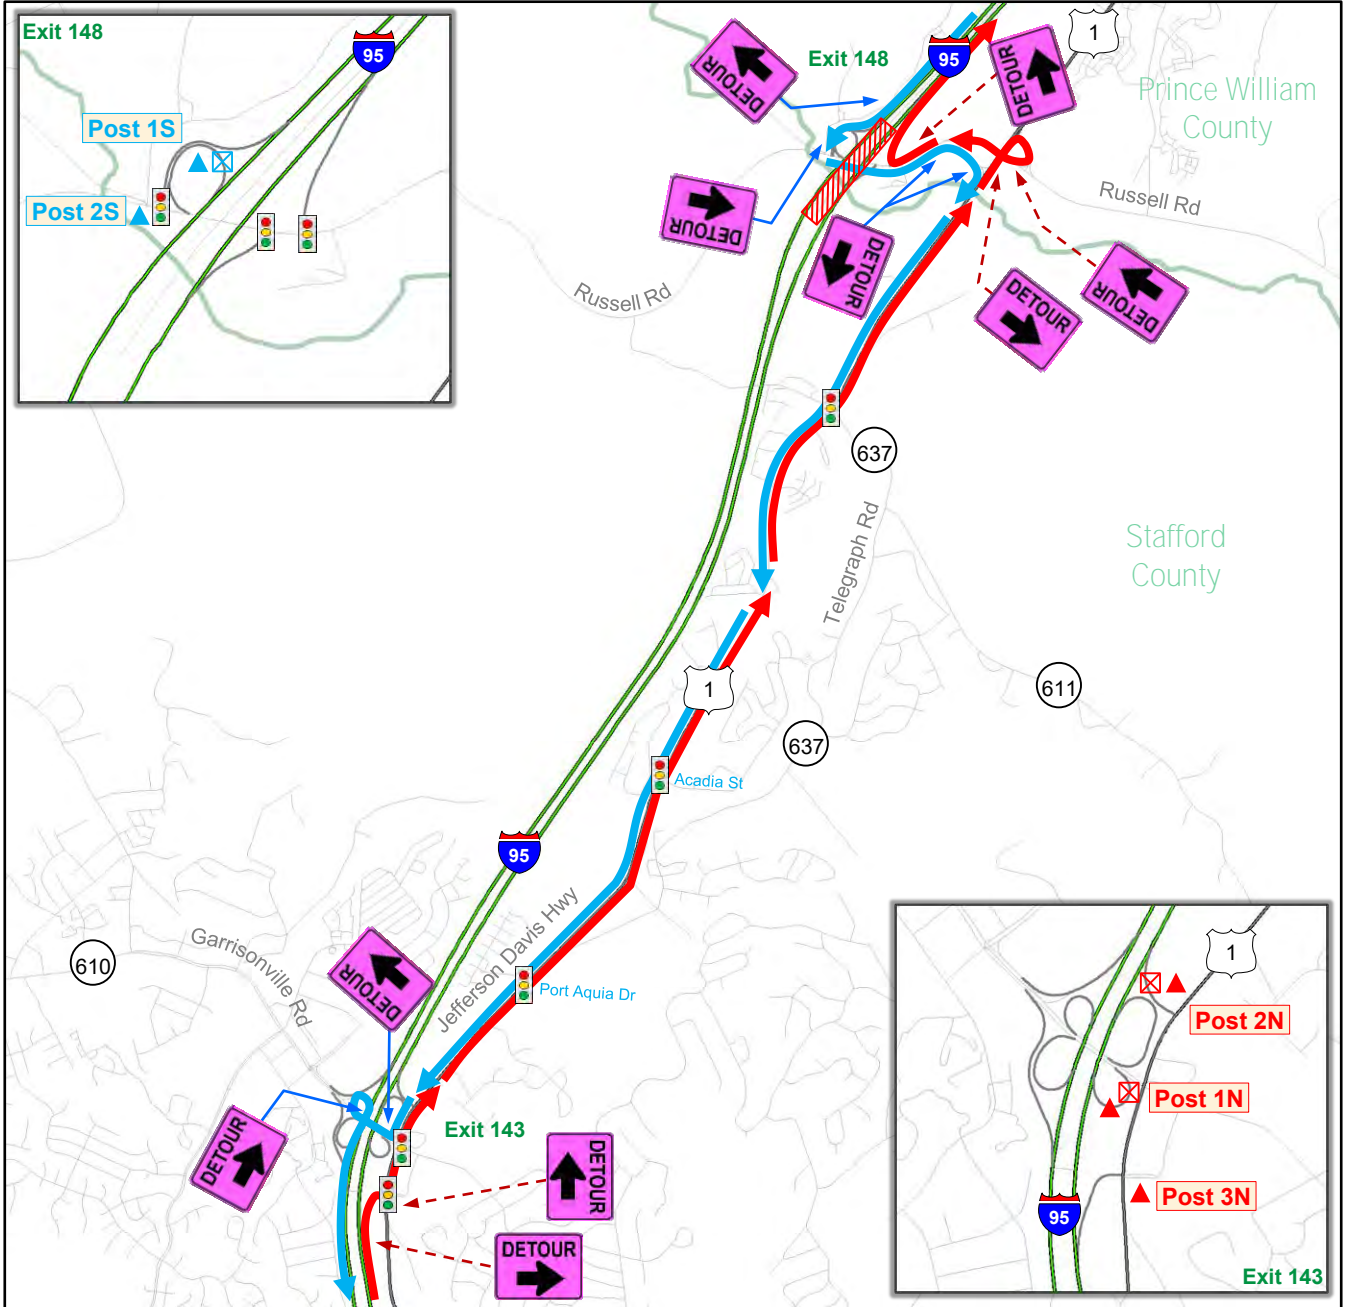 Exit 148
95
Post 1S
Post 2S
DETOUR
Exit 148
95
DETOUR
1
Prince William
County
DETOUR
DETOUR
Russell Rd
DETOUR
DETOUR
Russell Rd
637
Stafford
County
Telegraph Rd
1
611
637
Acadia St
95
Jefferson Davis Hwy
Garrisonville Rd
610
DETOUR
Port Aquia Dr
DETOUR
Exit 143
DETOUR
DETOUR
1
Post 2N
Post 1N
Post 3N
95
Exit 143